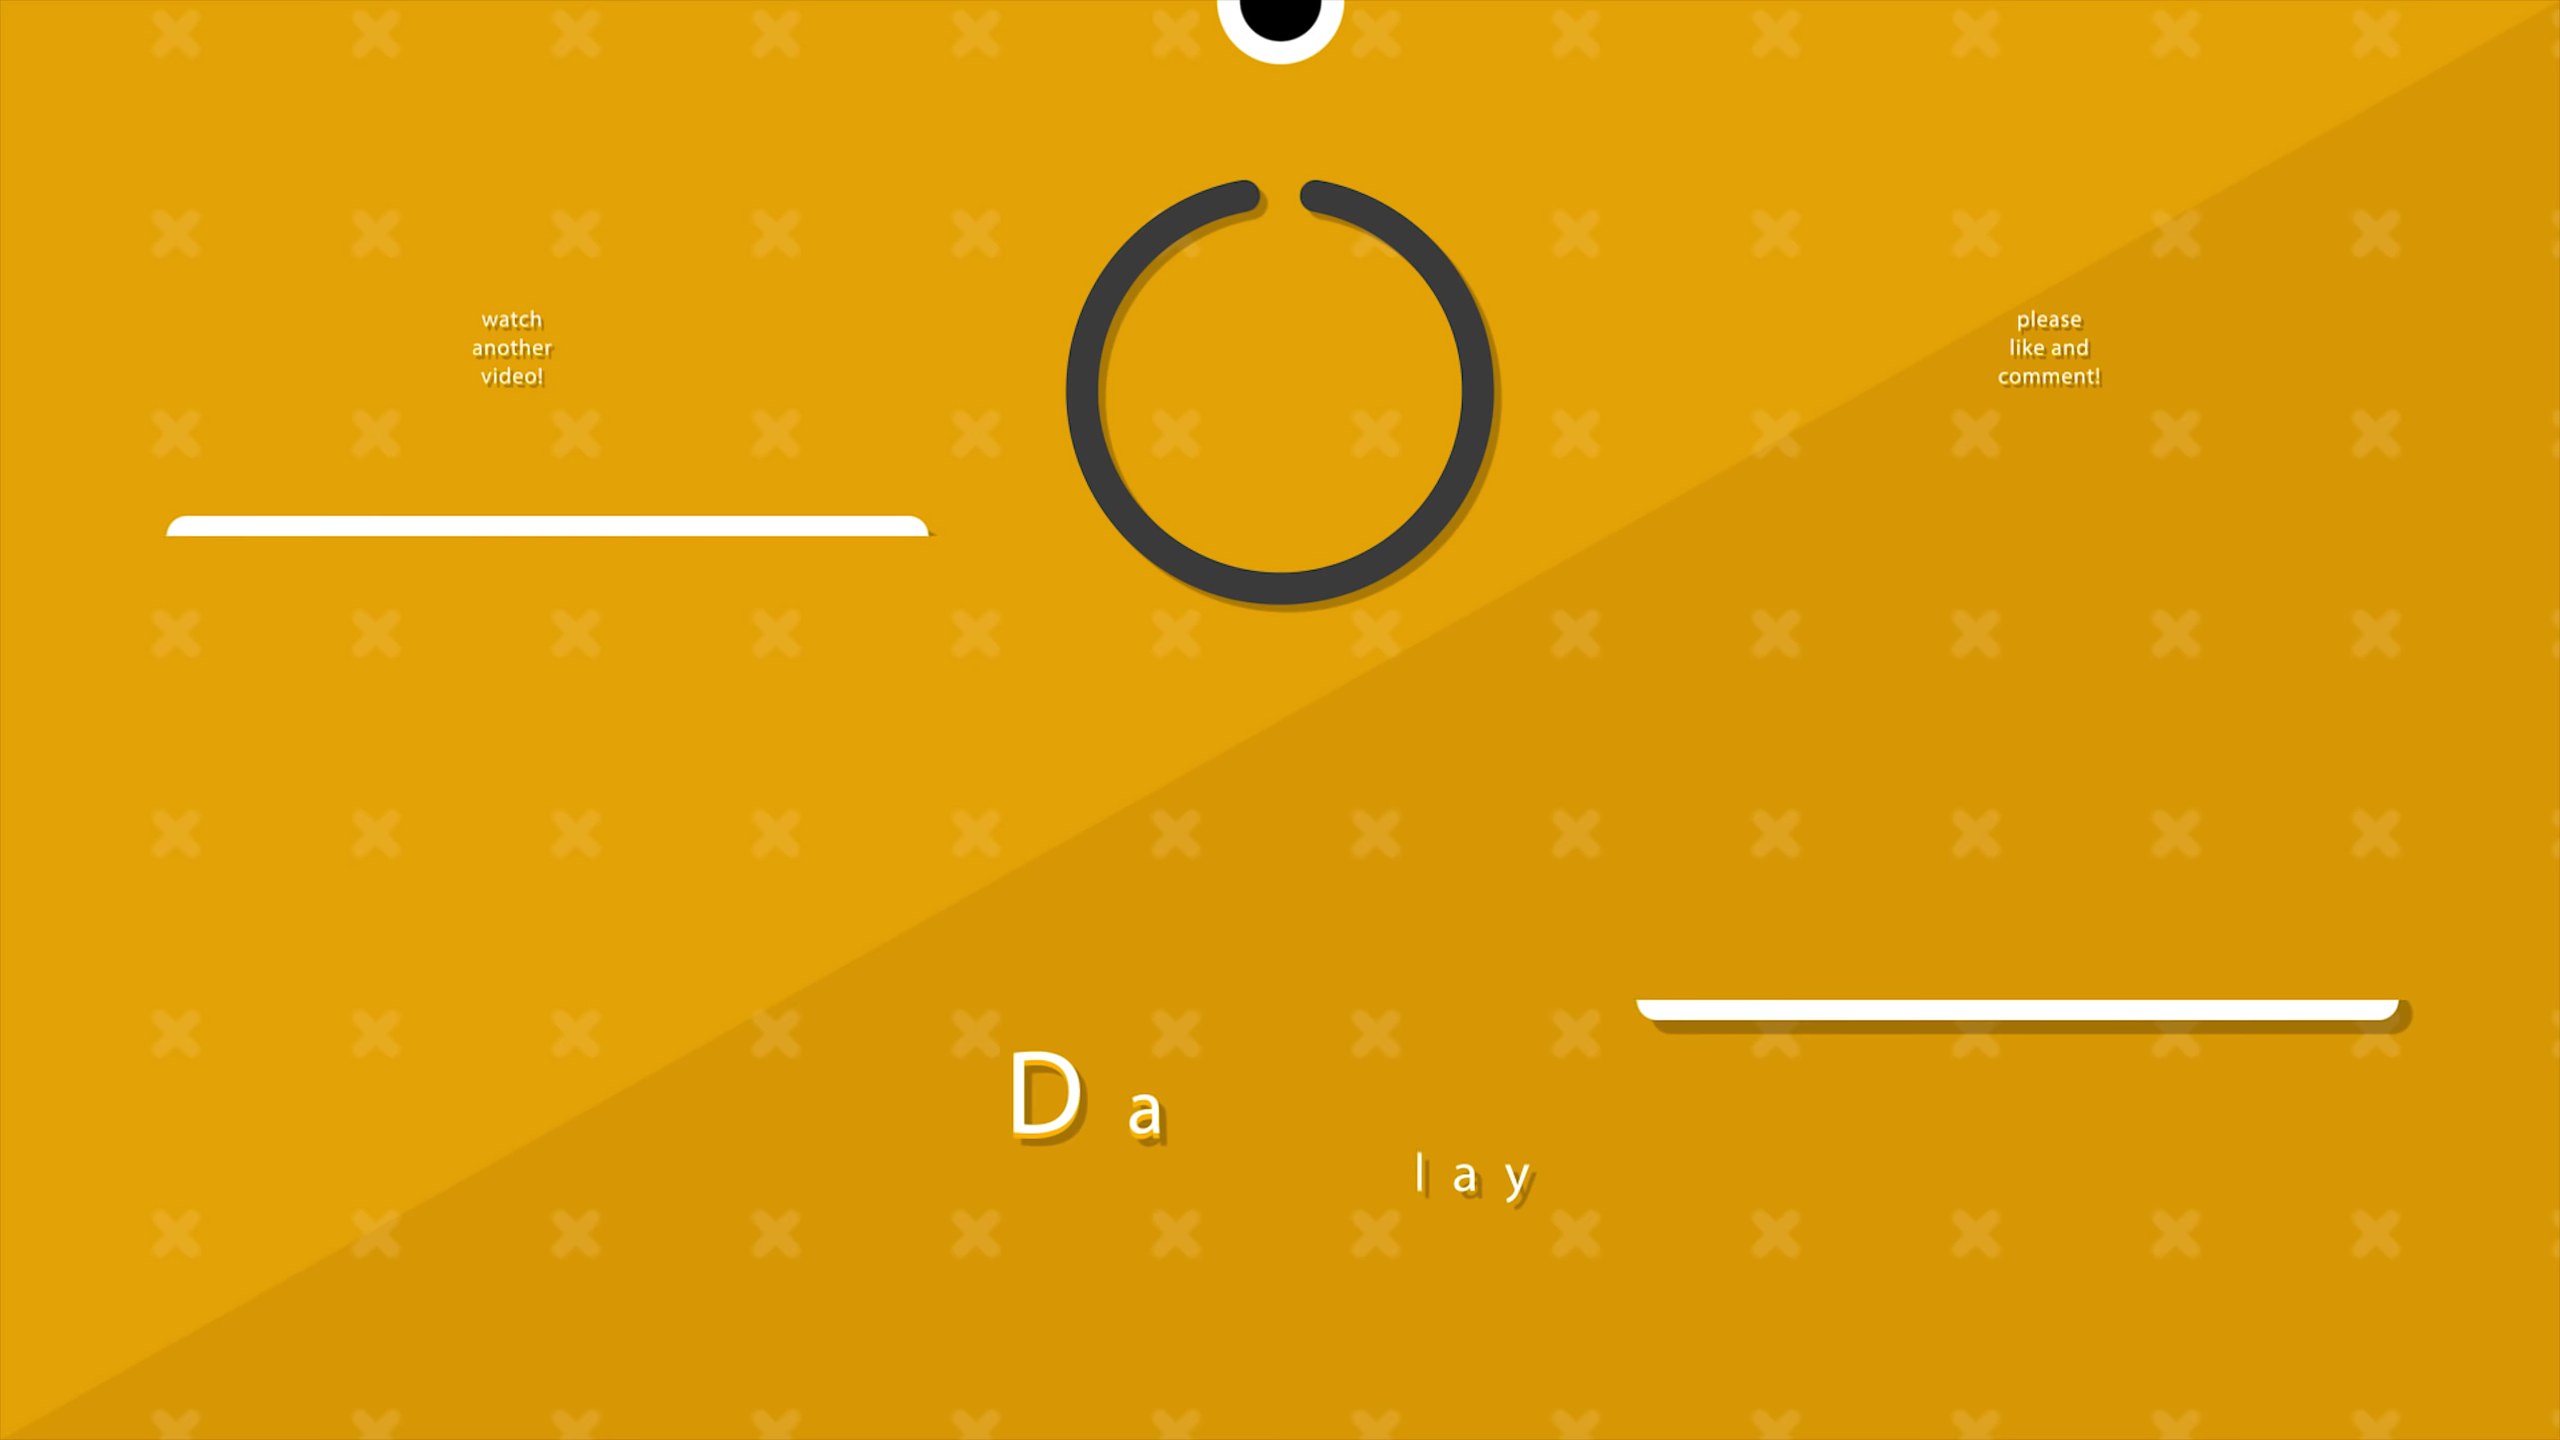 watch
another
video!
please
like and
comment!
D a
l a y